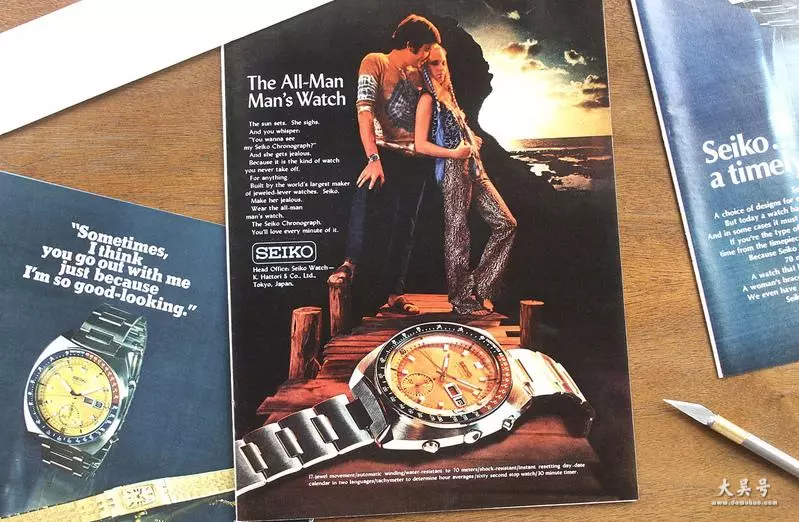 The All-Man
Man's Watch
The sun sets. She sighs.
And you whisper:
"You wanna see
my Seiko Chronograph?"
And she gets jealous.
Because it is the kind of watch
you never take off.
For anything.
Built by the world's largest maker
of jeweled-lever watches. Seiko.
Make her jealous.
Wear the all-man
man's watch.
The Seiko Chronograph.
You'll love every minute of it.
SEIKO
Head Office: Seiko Watch—
K. Hattori & Co., Ltd.,
Tokyo, Japan.
17-jewel movement/automatic winding/water-resistant to 70 meters/shock-resistant/instant resetting day-date
calendar in two languages/tachymeter to determine hour averages/sixty second stop watch/30 minute timer.
"Sometimes,
I think
you go out with me
just because
I'm so good-looking."
Seiko
a time
A choice of designs for
But today a watch
And in some cases it must
If you're the type of
time from the timepiec
Because Seiko
70 m
A watch that
A woman's brac
We even have
Seik
大吴号
www.dawuhao.com